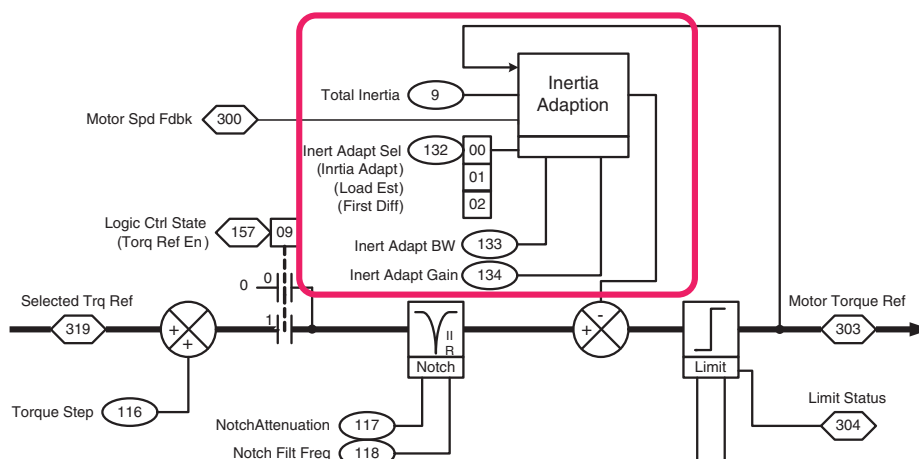 Inertia
Adaption
Total Inertia 9
Motor Spd Fdbk 300
Inert Adapt Sel 132 00
(Inrtia Adapt) 01
(Load Est)
(First Diff) 02
Logic Ctrl State
(Torq Ref En)
157 09
Inert Adapt BW 133
Inert Adapt Gain 134
0 0
1
Selected Trq Ref
319
+
+
II
R
Notch
+
-
Limit
Motor Torque Ref
303
Torque Step 116
NotchAttenuation 117
Notch Filt Freq 118
Limit Status
304